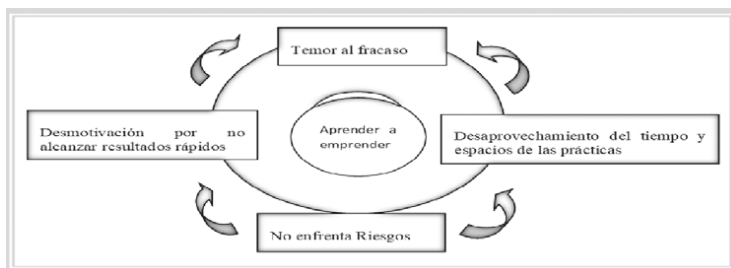 Temor al fracaso
Desmotivación por no
alcanzar resultados rápidos
Aprender a
emprender
Desaprovechamiento del tiempo y
espacios de las prácticas
No enfrenta Riesgos